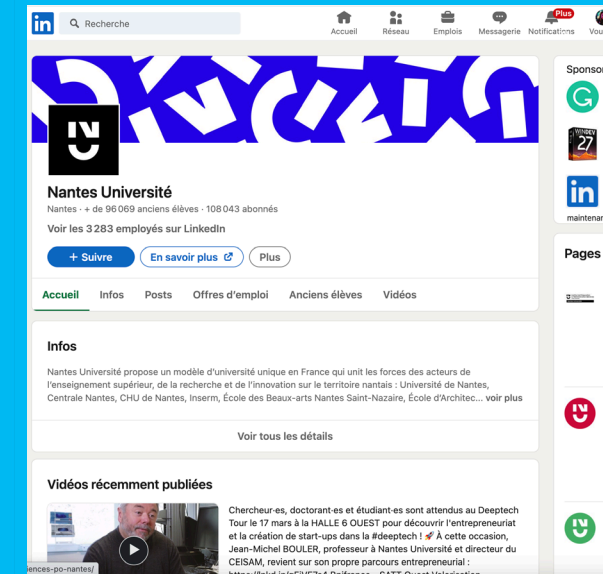 in
Recherche
Accueil Réseau Emplois Messagerie Notifications Vou
Plus
Sponsor
G
WINDEV
27
in
maintenan
Pages
Nantes Université
Nantes · + de 96 069 anciens élèves · 108 043 abonnés
Voir les 3 283 employés sur LinkedIn
+ Suivre En savoir plus Plus
Accueil Infos Posts Offres d'emploi Anciens élèves Vidéos
Infos
Nantes Université propose un modèle d'université unique en France qui unit les forces des acteurs de
l'enseignement supérieur, de la recherche et de l'innovation sur le territoire nantais : Université de Nantes,
Centrale Nantes, CHU de Nantes, Inserm, École des Beaux-arts Nantes Saint-Nazaire, École d'Architec... voir plus
Voir tous les détails
Vidéos récemment publiées
Chercheur·es, doctorant·es et étudiant·es sont attendus au Deeptech
Tour le 17 mars à la HALLE 6 OUEST pour découvrir l'entrepreneuriat
et la création de start-ups dans la #deeptech ! 🚀 À cette occasion,
Jean-Michel BOULER, professeur à Nantes Université et directeur du
CEISAM, revient sur son propre parcours entrepreneurial :
ences-po-nantes/